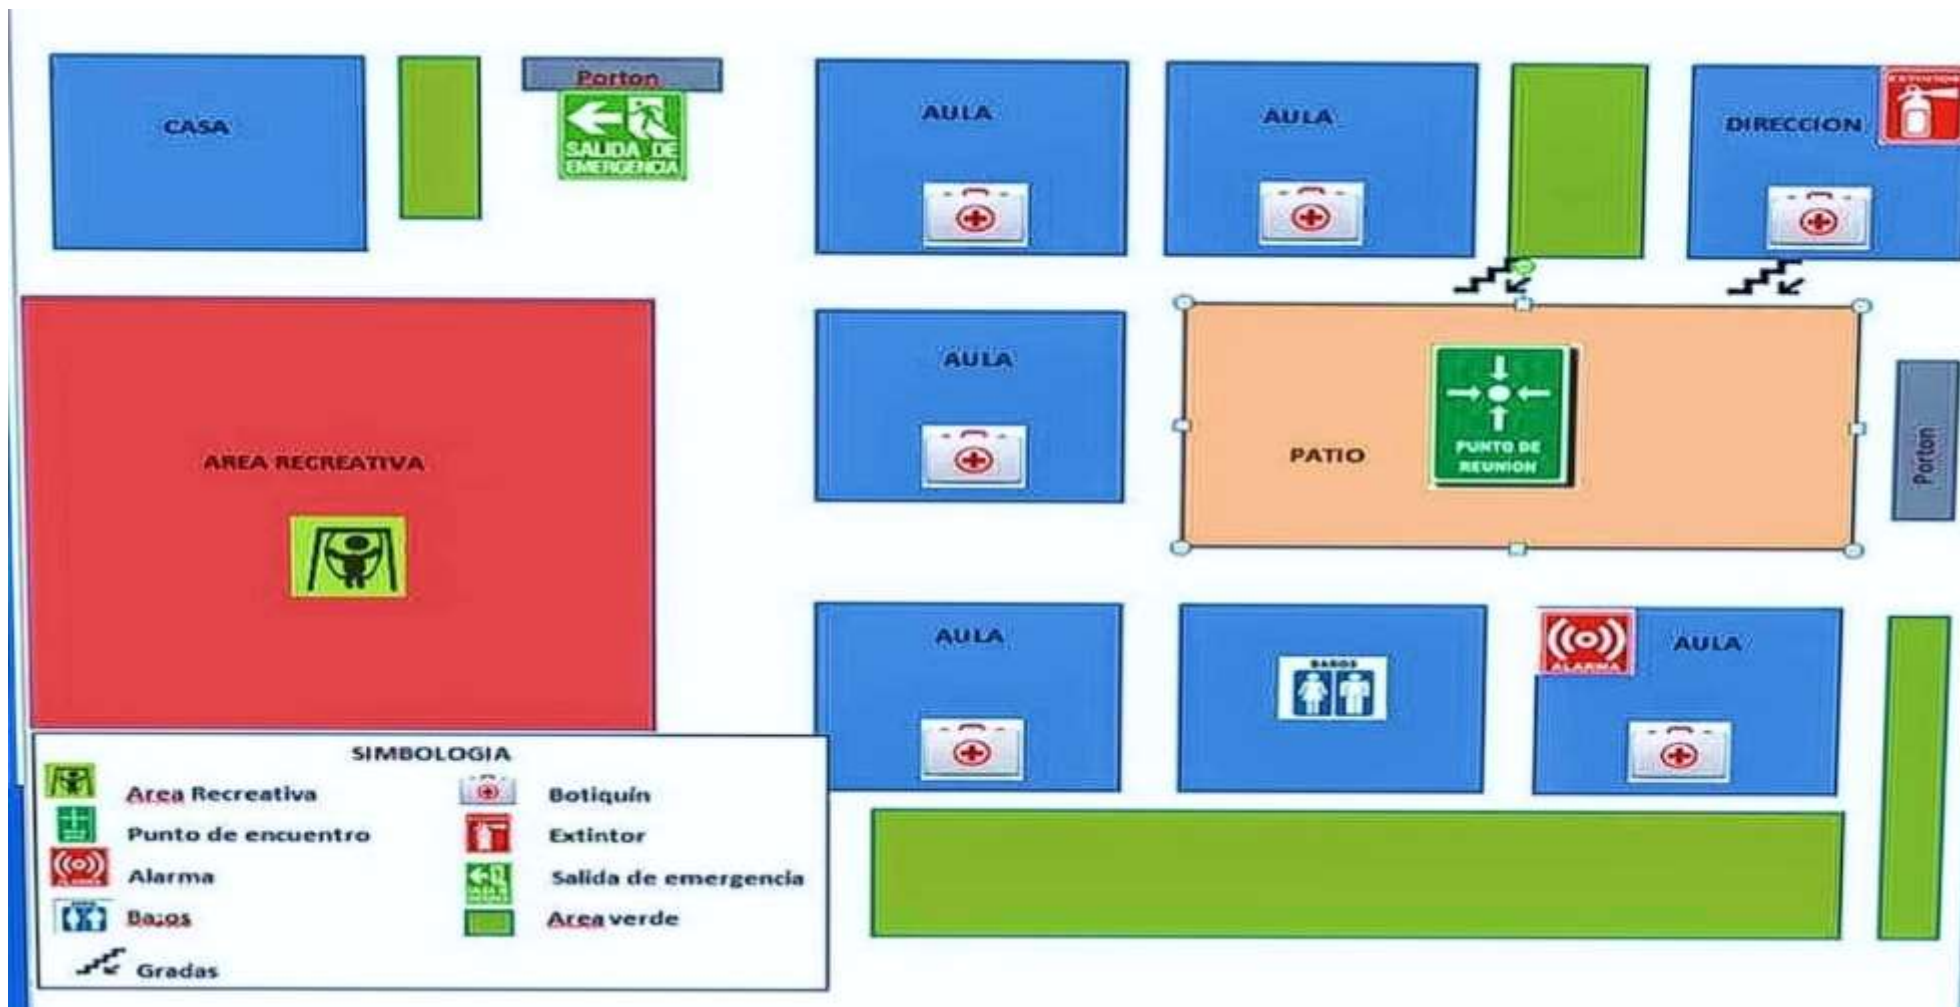 CASA
Porton
SALIDA DE
EMERGENCIA
AULA
AULA
DIRECCION
EXTINTOR
AREA RECREATIVA
AULA
PATIO
PUNTO DE
REUNION
Porton
AULA
BAÑOS
ALARMA
AULA
SIMBOLOGIA
Area Recreativa
Botiquín
Punto de encuentro
Extintor
Alarma
Salida de emergencia
Area verde
Gradas